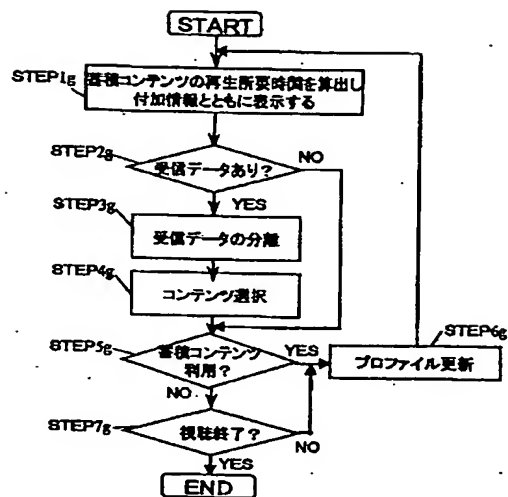 START
STEP1g
蓄積コンテンツの再生所要時間を算出し
付加情報とともに表示する
STEP2g
受信データあり?
NO
YES
STEP3g
受信データの分離
STEP4g
コンテンツ選択
STEP5g
蓄積コンテンツ
利用?
YES
STEP6g
プロファイル更新
NO
STEP7g
視聴終了?
NO
YES
END